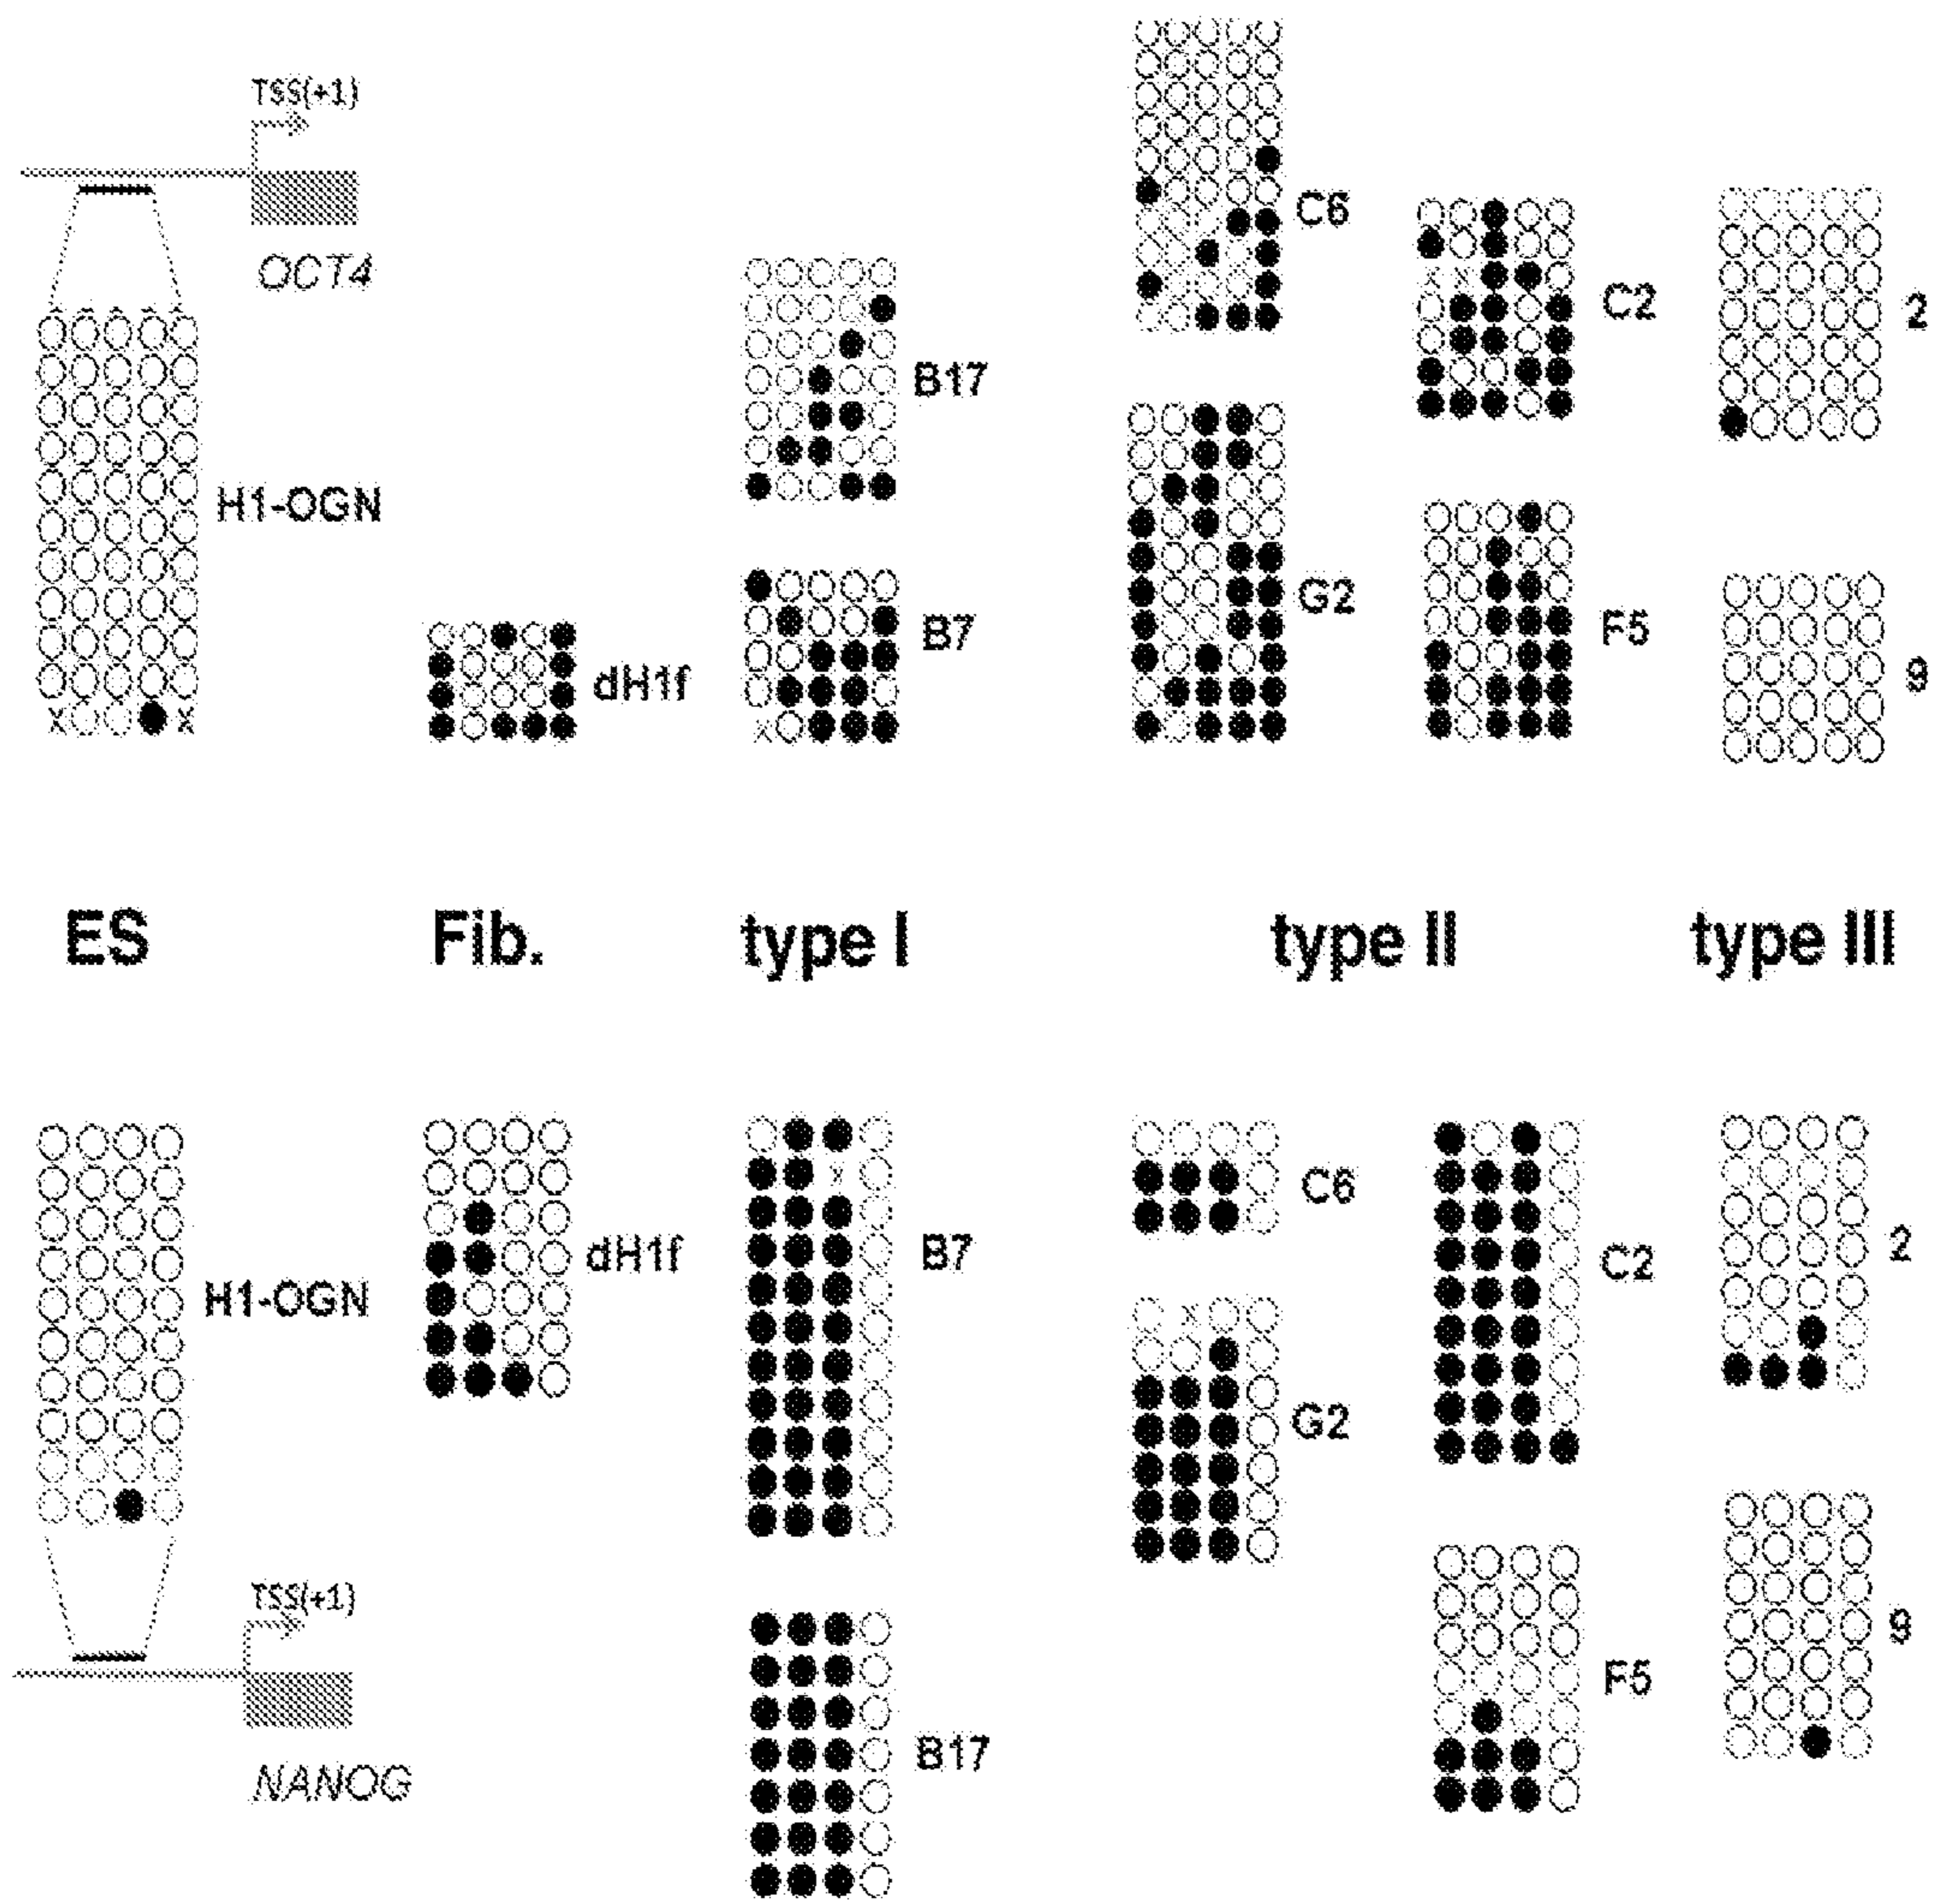 TSS(+1)
OCT4
H1-OGN
x
x
dH1f
B17
B7
x
C6
G2
x x
C2
F5
2
9
ES
Fib.
type I
type II
type III
H1-OGN
TSS(+1)
NANOG
dH1f
x
B7
B17
C6
x
G2
C2
F5
2
9